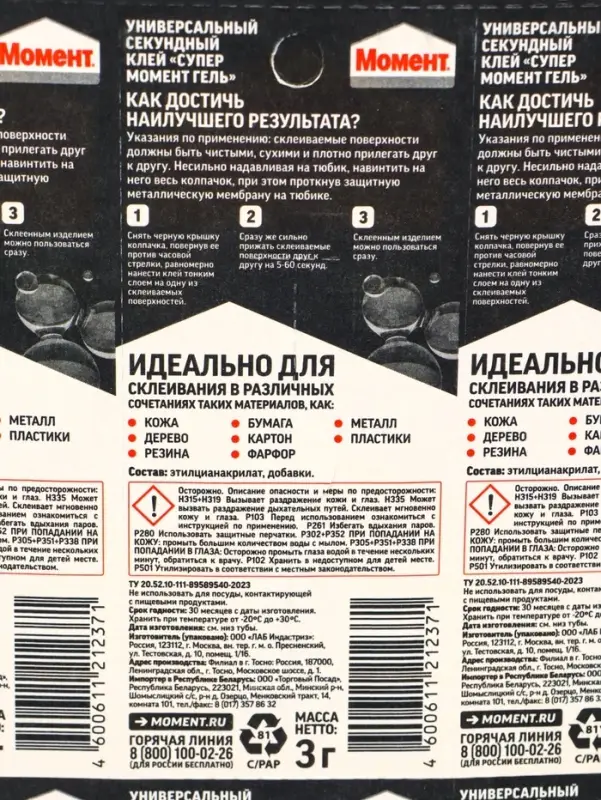 УНИВЕРСАЛЬНЫЙ
СЕКУНДНЫЙ
КЛЕЙ «СУПЕР
МОМЕНТ ГЕЛЬ»
Момент
КАК ДОСТИЧЬ
НАИЛУЧШЕГО РЕЗУЛЬТАТА?
Указания по применению: склеиваемые поверхности
должны быть чистыми, сухими и плотно прилегать друг
к другу. Несильно надавливая на тюбик, навинтить на
него весь колпачок, при этом проткнув защитную
металлическую мембрану на тюбике.
1
Снять черную крышку
колпачка, повернув ее
против часовой
стрелки, равномерно
нанести клей тонким
слоем на одну из
склеиваемых
поверхностей.
2
Сразу же сильно
прижать склеиваемые
поверхности друг к
другу на 5-60 секунд.
3
Склеенным изделием
можно пользоваться
сразу.
ИДЕАЛЬНО ДЛЯ
СКЛЕИВАНИЯ В РАЗЛИЧНЫХ
СОЧЕТАНИЯХ ТАКИХ МАТЕРИАЛОВ, КАК:
• КОЖА • БУМАГА • МЕТАЛЛ
• ДЕРЕВО • КАРТОН • ПЛАСТИКИ
• РЕЗИНА • ФАРФОР
Состав: этилцианакрилат, добавки.
Осторожно. Описание опасности и меры по предосторожности:
H315+H319 Вызывает раздражение кожи и глаз. H335 Может
вызвать раздражение дыхательных путей. Склеивает мгновенно
кожу и глаза. P103 Перед использованием ознакомиться с
инструкцией по применению. P261 Избегать вдыхания паров.
P280 Использовать защитные перчатки. P302+P352 ПРИ ПОПАДАНИИ НА
КОЖУ: промыть большим количеством воды с мылом. P305+P351+P338 ПРИ
ПОПАДАНИИ В ГЛАЗА: Осторожно промыть глаза водой в течение нескольких
минут, обратиться к врачу. P102 Хранить в недоступном для детей месте.
P501 Утилизировать в соответствии с местным законодательством.
ТУ 20.52.10-111-89589540-2023
Не использовать для посуды, контактирующей
с пищевыми продуктами.
Срок годности: 30 месяцев с даты изготовления.
Хранить при температуре от -20°С до +30°С.
Дата изготовления: см. низ тубы.
Изготовитель (упаковано): ООО «ЛАБ Индастриз»:
Россия, 123112, г. Москва, вн. тер. г. м. о. Пресненский,
ул. Тестовская, д. 10, помещ. 1/16.
Адрес производства: Филиал в г. Тосно: Россия, 187000,
Ленинградская обл., г. Тосно, Московское шоссе, д. 1.
Импортер в Республику Беларусь: ООО «Торговый Посад»,
Республика Беларусь, 223021, Минская обл., Минский р-н,
Щомыслицкий с/с, р-н д. Озерцо, Меньковский тракт, 14,
комната 101, тел./факс: 8 (017) 357 86 32
MOMENT.RU
ГОРЯЧАЯ ЛИНИЯ
8 (800) 100-02-26
(ДЛЯ РОССИИ БЕСПЛАТНО)
81
C/PAP
МАССА
НЕТТО:
3 г
4 600611 212371